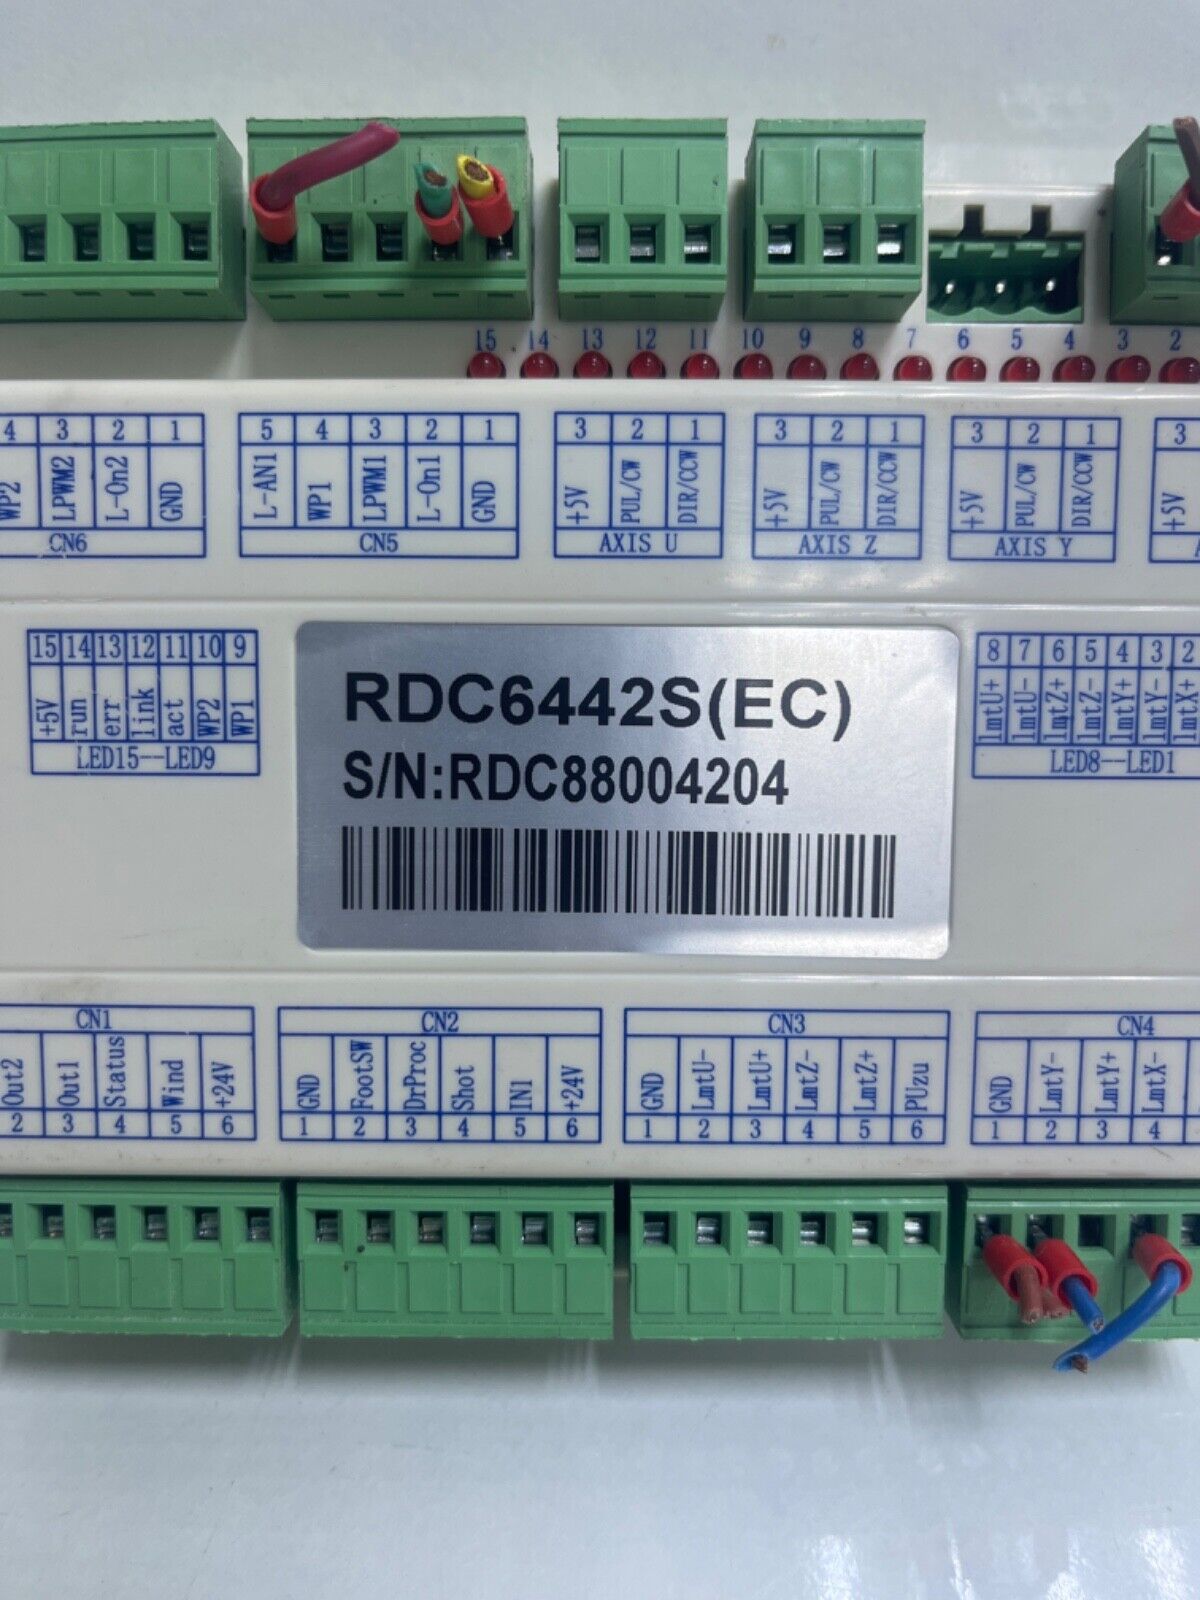 15 14 13 12 11 10 9 8 7 6 5 4 3 2
4 3 2 1
WP2 LPWM2 L-On2 GND
CN6
5 4 3 2 1
L-AN1 WP1 LPWM1 L-On1 GND
CN5
3 2 1
+5V PUL/CW DIR/CCW
AXIS U
3 2 1
+5V PUL/CW DIR/CCW
AXIS Z
3 2 1
+5V PUL/CW DIR/CCW
AXIS Y
3
+5V
15 14 13 12 11 10 9
+5V run err link act WP2 WP1
LED15--LED9
RDC6442S(EC)
S/N:RDC88004204
8 7 6 5 4 3 2
lmtU+ lmtU- lmtZ+ lmtZ- lmtY+ lmtY- lmtX+
LED8--LED1
CN1
Out2 Out1 Status Wind +24V
2 3 4 5 6
CN2
GND FootSW DrProc Shot IN1 +24V
1 2 3 4 5 6
CN3
GND LmtU- LmtU+ LmtZ- LmtZ+ PUzu
1 2 3 4 5 6
CN4
GND LmtY- LmtY+ LmtX-
1 2 3 4